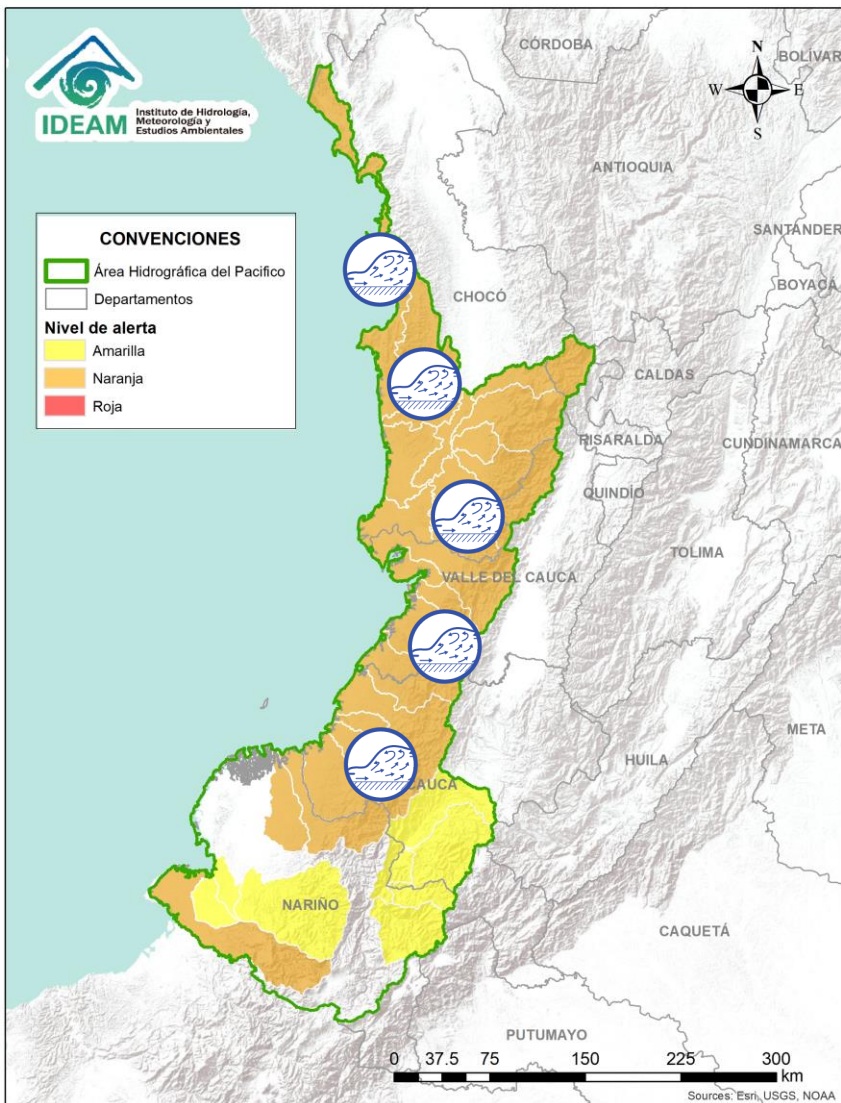 IDEAM
Instituto de Hidrología,
Meteorología y
Estudios Ambientales
CÓRDOBA
BOLÍVAR
N
W
E
S
ANTIOQUIA
SANTANDER
BOYACÁ
CONVENCIONES
Área Hidrográfica del Pacifico
Departamentos
Nivel de alerta
Amarilla
Naranja
Roja
CHOCÓ
CALDAS
RISARALDA
CUNDINAMARCA
QUINDÍO
TOLIMA
VALLE DEL CAUCA
META
HUILA
CAUCA
NARIÑO
CAQUETÁ
PUTUMAYO
0 37.5 75 150 225 300
km
Sources: Esri, USGS, NOAA